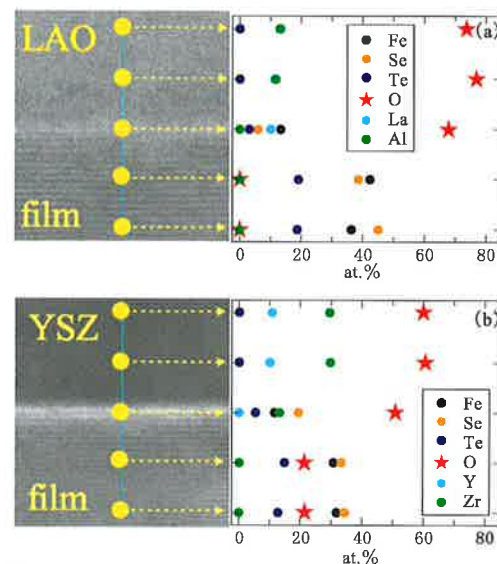 LAO
film
(a)
Fe
Se
Te
O
La
Al
0 20 40 60 80
at.%
YSZ
film
(b)
Fe
Se
Te
O
Y
Zr
0 20 40 60 80
at.%